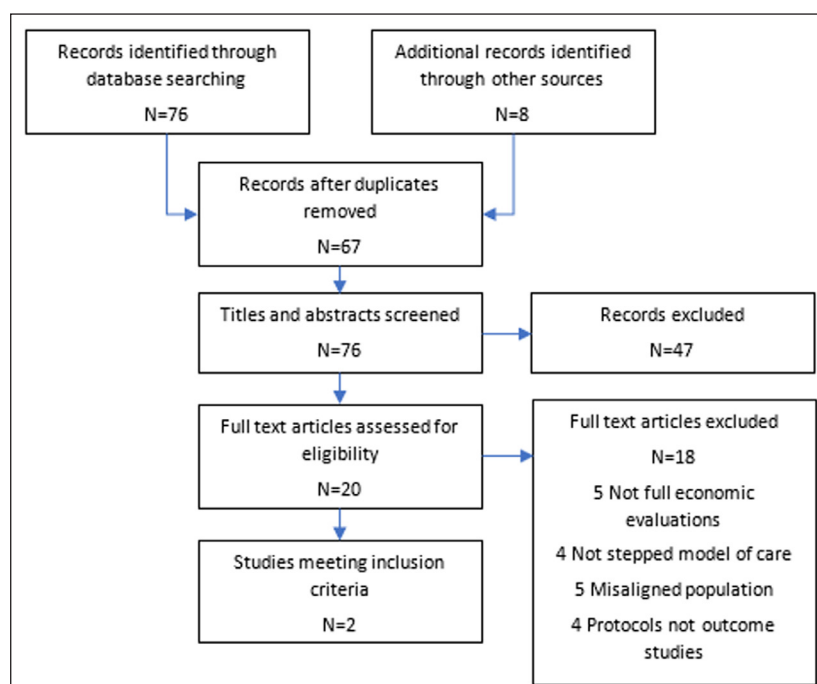 Records identified through
database searching
N=76
Additional records identified
through other sources
N=8
Records after duplicates
removed
N=67
Titles and abstracts screened
N=76
Records excluded
N=47
Full text articles assessed for
eligibility
N=20
Full text articles excluded
N=18
5 Not full economic
evaluations
4 Not stepped model of care
5 Misaligned population
4 Protocols not outcome
studies
Studies meeting inclusion
criteria
N=2